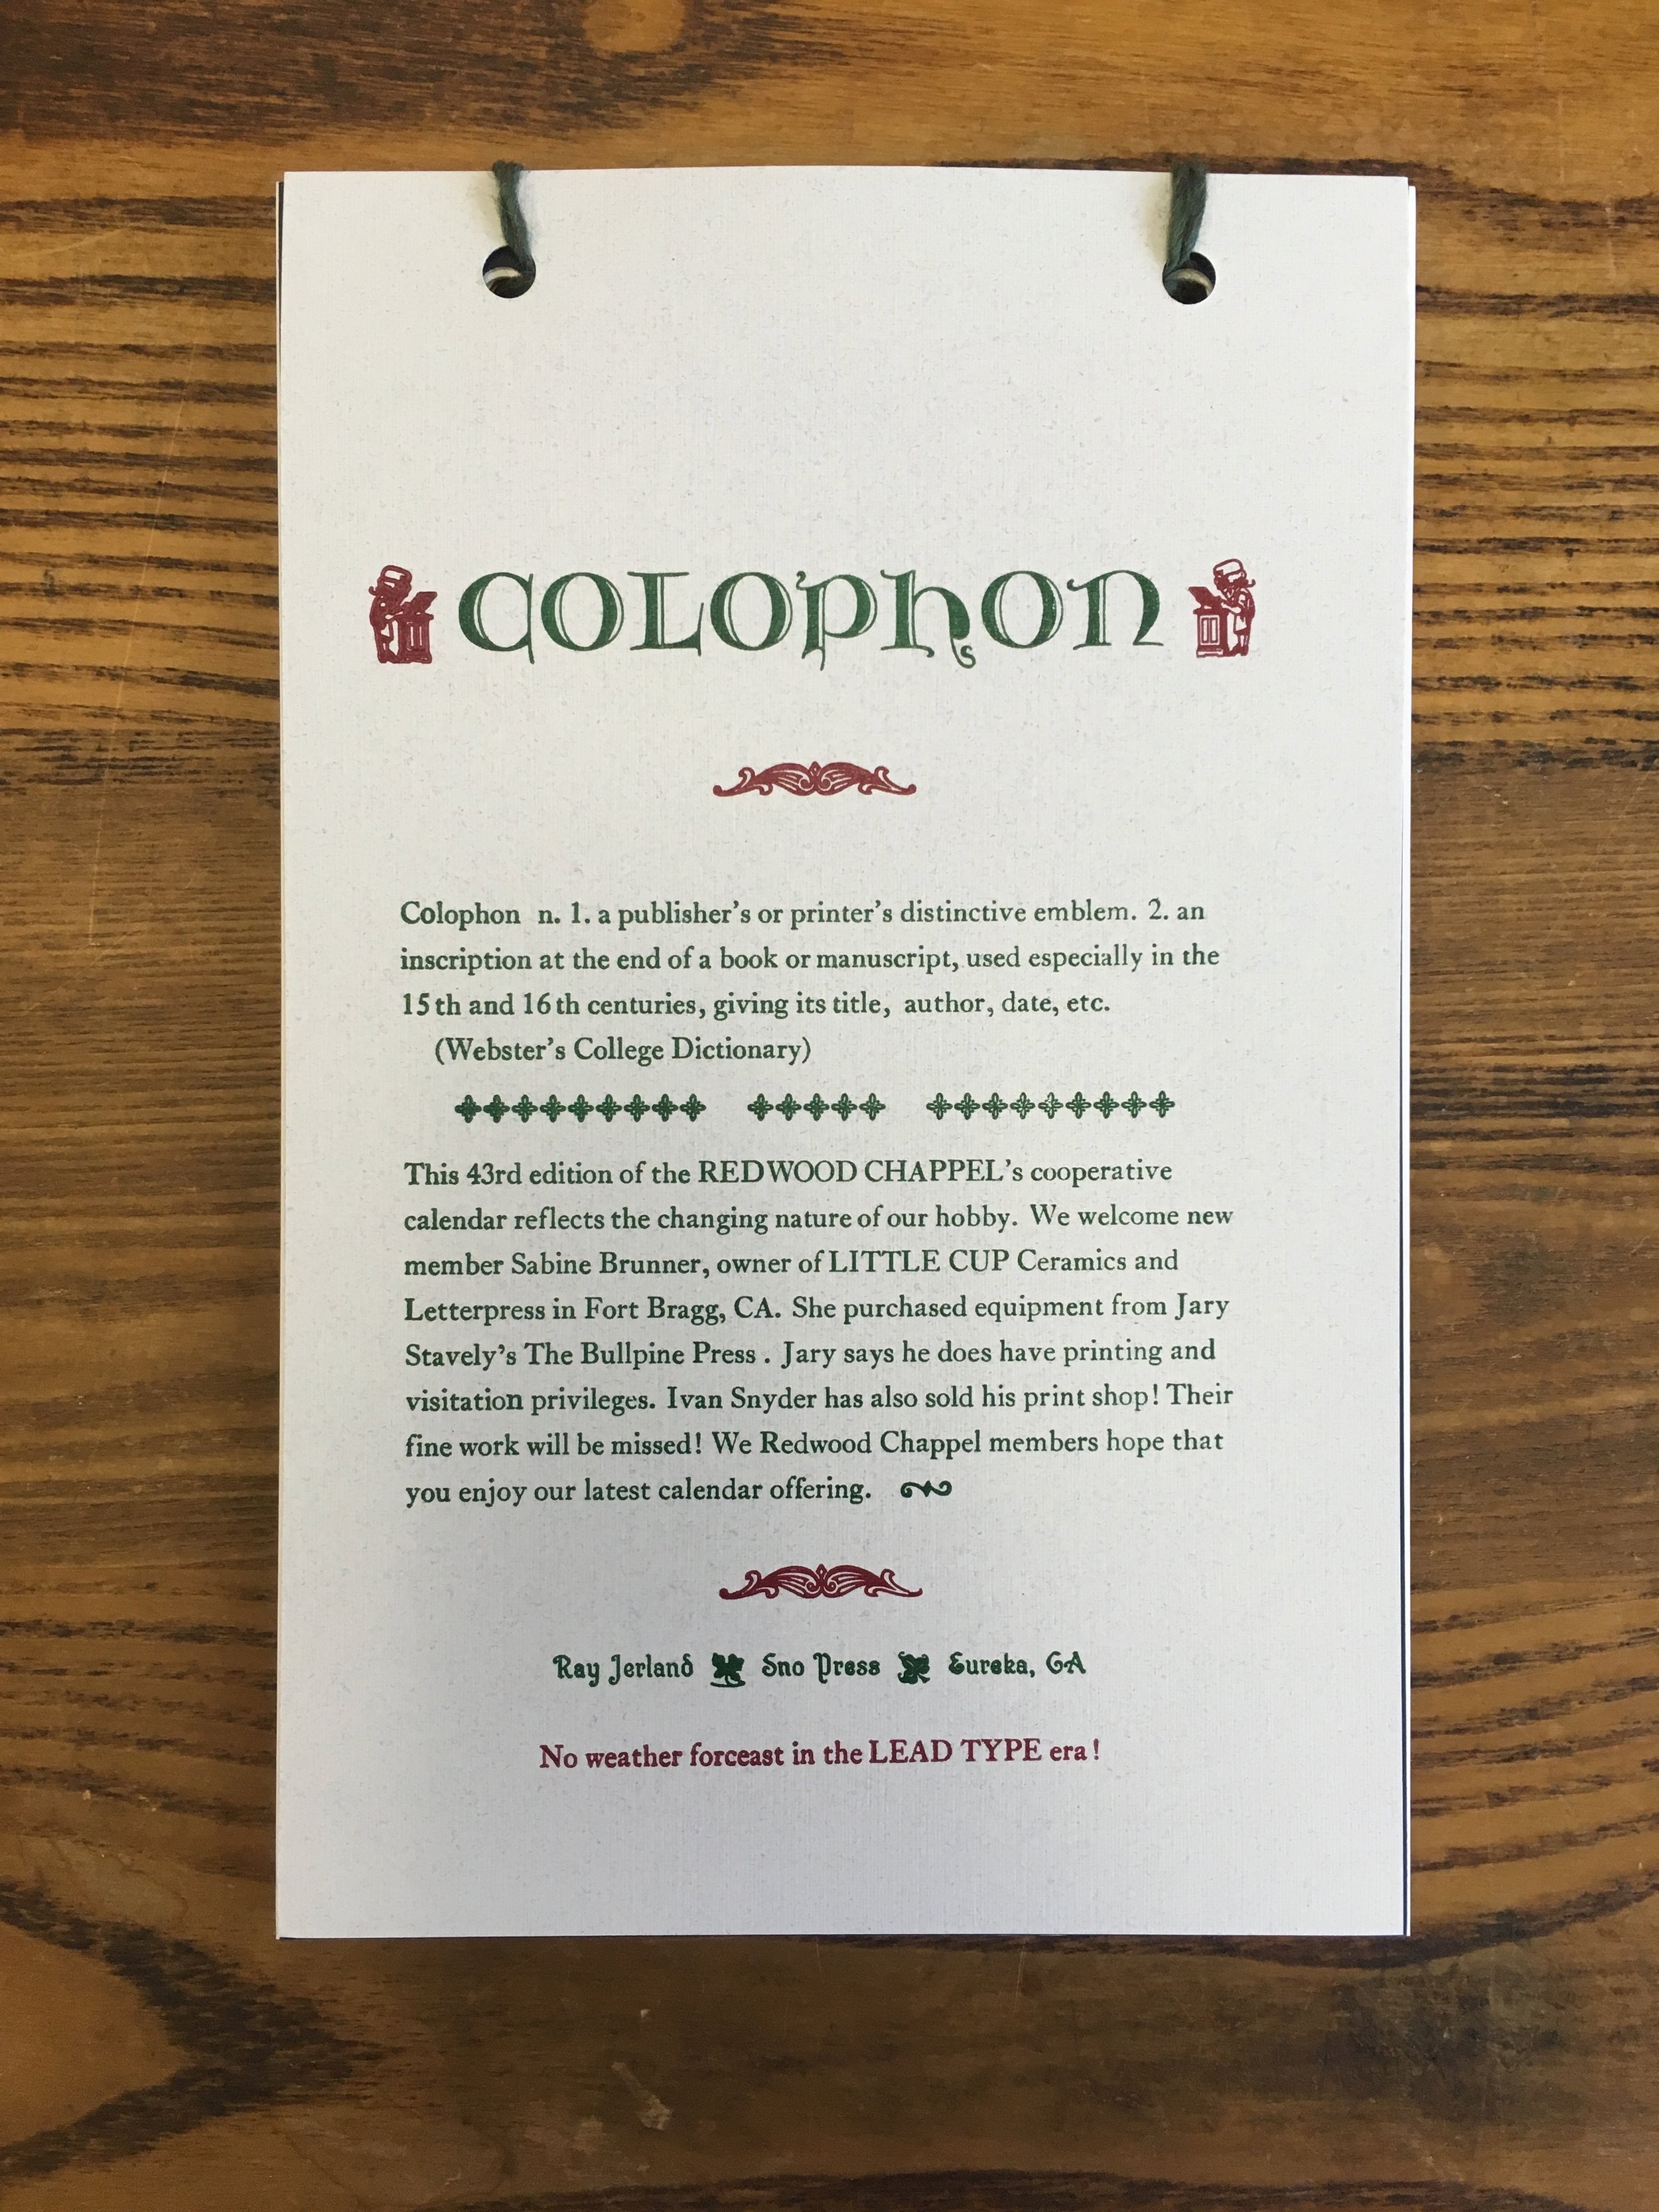 COLOPHON
Colophon n. 1. a publisher's or printer's distinctive emblem. 2. an
inscription at the end of a book or manuscript, used especially in the
15th and 16th centuries, giving its title, author, date, etc.
(Webster's College Dictionary)
This 43rd edition of the REDWOOD CHAPPEL's cooperative
calendar reflects the changing nature of our hobby. We welcome new
member Sabine Brunner, owner of LITTLE CUP Ceramics and
Letterpress in Fort Bragg, CA. She purchased equipment from Jary
Stavely's The Bullpine Press . Jary says he does have printing and
visitation privileges. Ivan Snyder has also sold his print shop! Their
fine work will be missed! We Redwood Chappel members hope that
you enjoy our latest calendar offering.
Ray Jerland Sno Press Eureka, CA
No weather forceast in the LEAD TYPE era !